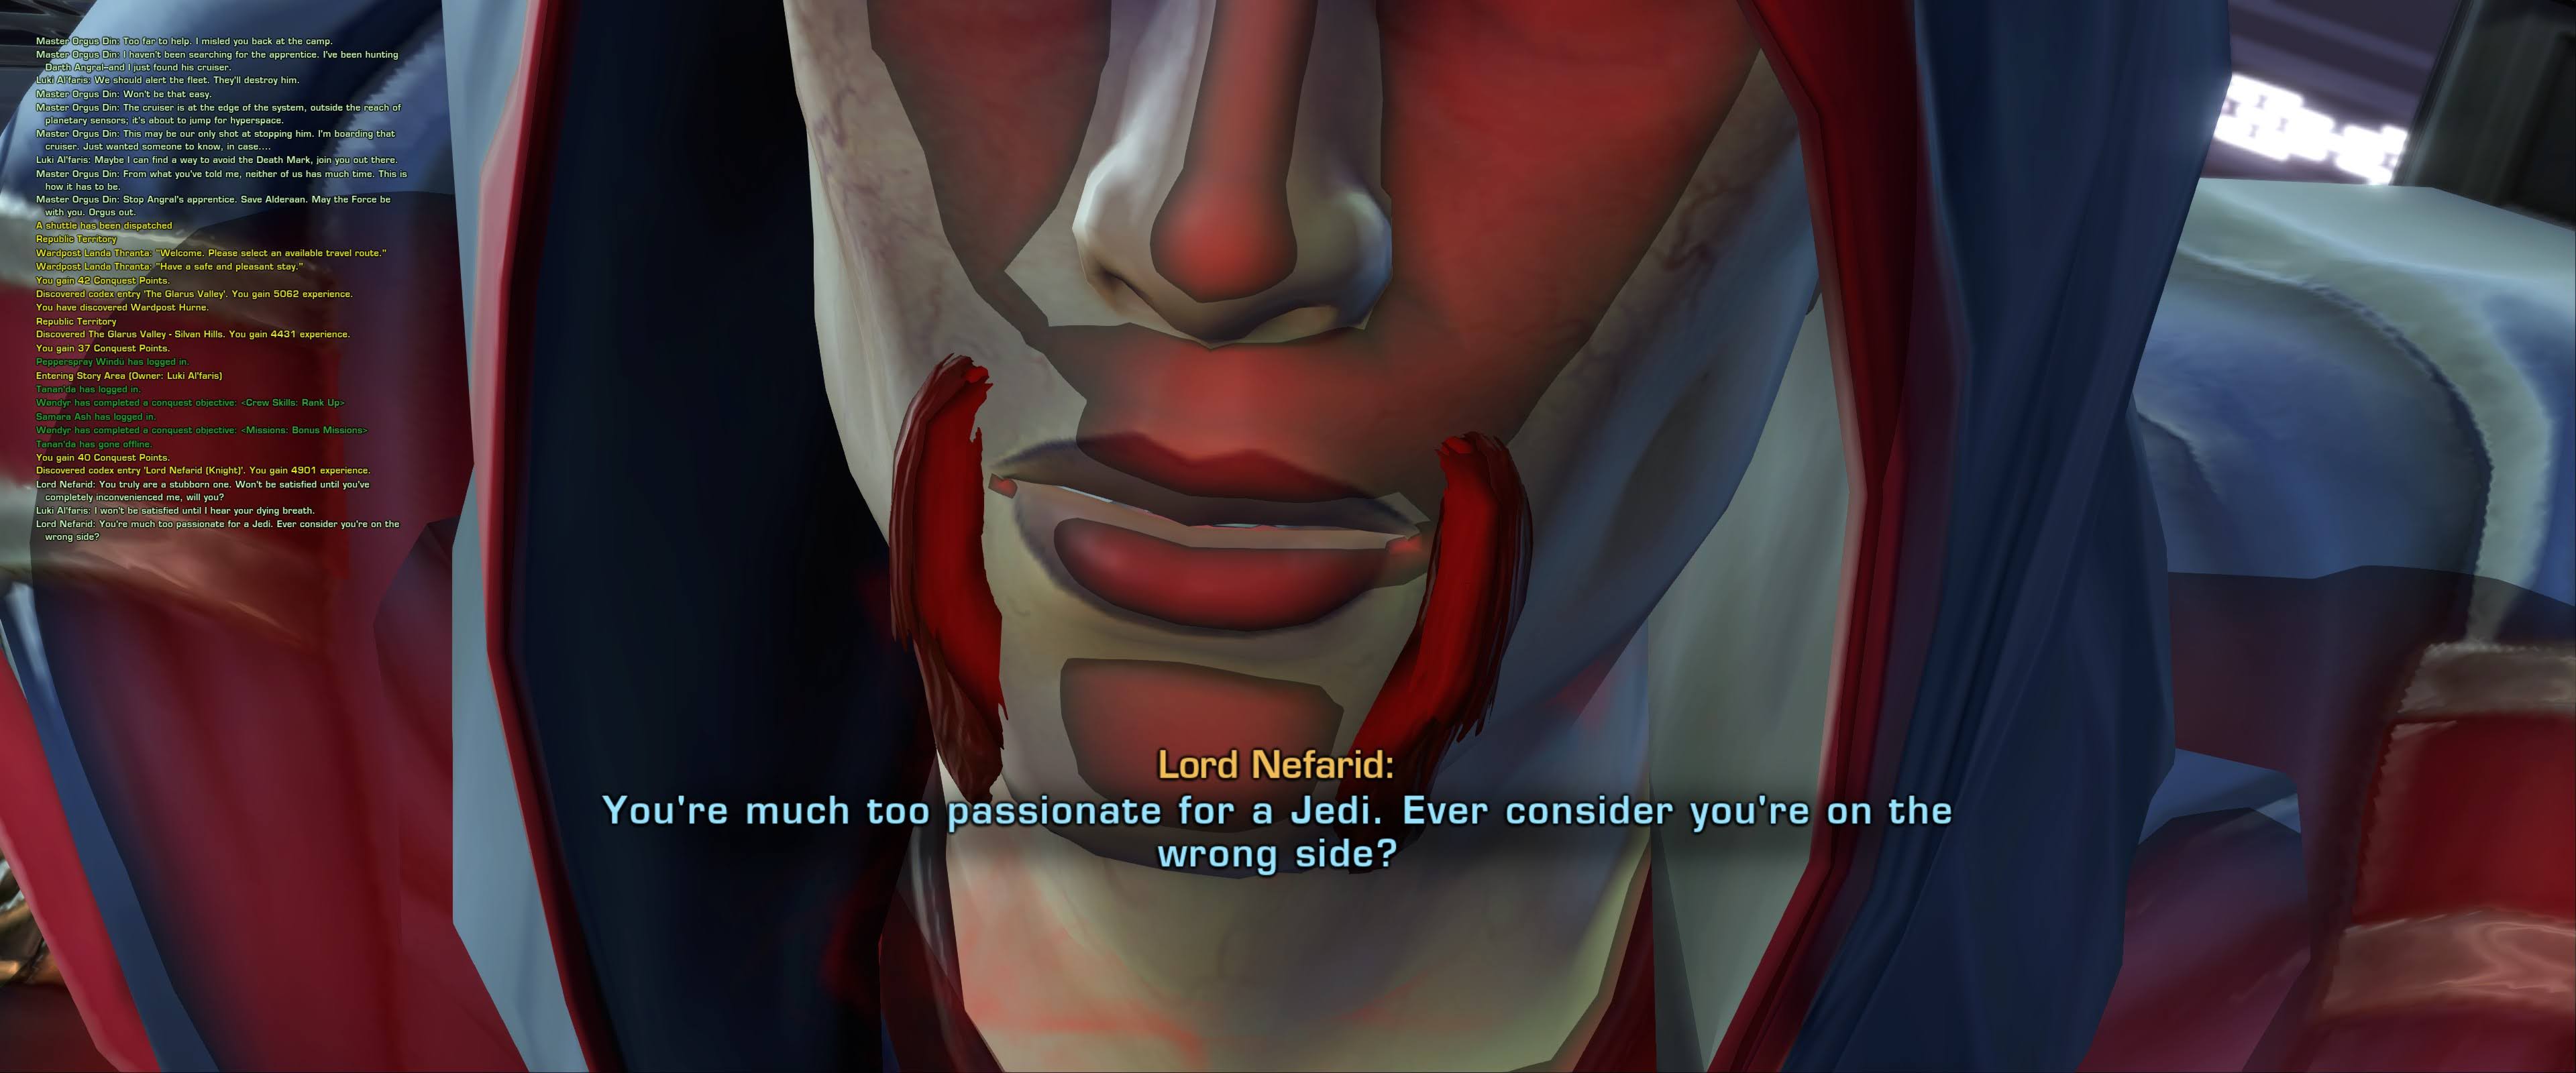 Master Orgus Din: Too far to help. I misled you back at the camp.
Master Orgus Din: I haven't been searching for the apprentice. I've been hunting
Darth Angral–and I just found his cruiser.
Luki Al'faris: We should alert the fleet. They'll destroy him.
Master Orgus Din: Won't be that easy.
Master Orgus Din: The cruiser is at the edge of the system, outside the reach of
planetary sensors; it's about to jump for hyperspace.
Master Orgus Din: This may be our only shot at stopping him. I'm boarding that
cruiser. Just wanted someone to know, in case....
Luki Al'faris: Maybe I can find a way to avoid the Death Mark, join you out there.
Master Orgus Din: From what you've told me, neither of us has much time. This is
how it has to be.
Master Orgus Din: Stop Angral's apprentice. Save Alderaan. May the Force be
with you. Orgus out.
A shuttle has been dispatched
Republic Territory
Wardpost Landa Thranta: "Welcome. Please select an available travel route."
Wardpost Landa Thranta: "Have a safe and pleasant stay."
You gain 42 Conquest Points.
Discovered codex entry 'The Glarus Valley'. You gain 5062 experience.
You have discovered Wardpost Hurne.
Republic Territory
Discovered The Glarus Valley - Silvan Hills. You gain 4431 experience.
You gain 37 Conquest Points.
Pepperspray Windú has logged in.
Entering Story Area (Owner: Luki Al'faris)
Tanan'da has logged in.
Wøndyr has completed a conquest objective: <Crew Skills: Rank Up>
Samara Ash has logged in.
Wøndyr has completed a conquest objective: <Missions: Bonus Missions>
Tanan'da has gone offline.
You gain 40 Conquest Points.
Discovered codex entry 'Lord Nefarid (Knight)'. You gain 4901 experience.
Lord Nefarid: You truly are a stubborn one. Won't be satisfied until you've
completely inconvenienced me, will you?
Luki Al'faris: I won't be satisfied until I hear your dying breath.
Lord Nefarid: You're much too passionate for a Jedi. Ever consider you're on the
wrong side?
Lord Nefarid:
You're much too passionate for a Jedi. Ever consider you're on the
wrong side?